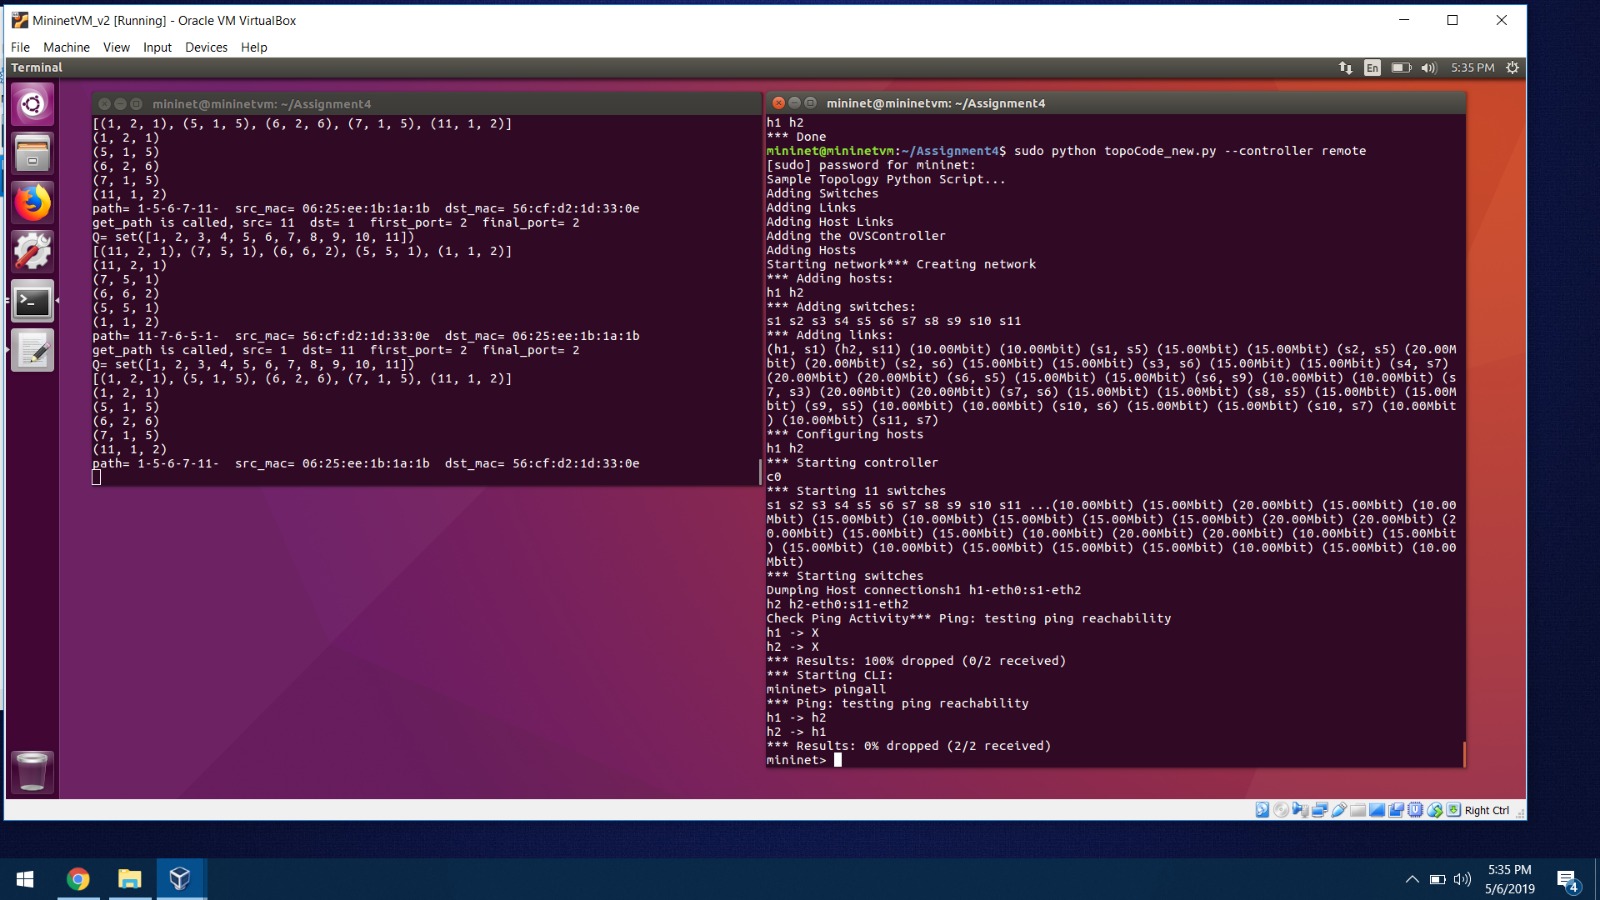 MininetVM_v2 [Running] - Oracle VM VirtualBox
File Machine View Input Devices Help
Terminal
En
5:35 PM
mininet@mininetvm: ~/Assignment4
[(1, 2, 1), (5, 1, 5), (6, 2, 6), (7, 1, 5), (11, 1, 2)]
(1, 2, 1)
(5, 1, 5)
(6, 2, 6)
(7, 1, 5)
(11, 1, 2)
path= 1-5-6-7-11-  src_mac= 06:25:ee:1b:1a:1b  dst_mac= 56:cf:d2:1d:33:0e
get_path is called, src= 11  dst= 1  first_port= 2  final_port= 2
Q= set([1, 2, 3, 4, 5, 6, 7, 8, 9, 10, 11])
[(11, 2, 1), (7, 5, 1), (6, 6, 2), (5, 5, 1), (1, 1, 2)]
(11, 2, 1)
(7, 5, 1)
(6, 6, 2)
(5, 5, 1)
(1, 1, 2)
path= 11-7-6-5-1-  src_mac= 56:cf:d2:1d:33:0e  dst_mac= 06:25:ee:1b:1a:1b
get_path is called, src= 1  dst= 11  first_port= 2  final_port= 2
Q= set([1, 2, 3, 4, 5, 6, 7, 8, 9, 10, 11])
[(1, 2, 1), (5, 1, 5), (6, 2, 6), (7, 1, 5), (11, 1, 2)]
(1, 2, 1)
(5, 1, 5)
(6, 2, 6)
(7, 1, 5)
(11, 1, 2)
path= 1-5-6-7-11-  src_mac= 06:25:ee:1b:1a:1b  dst_mac= 56:cf:d2:1d:33:0e
mininet@mininetvm: ~/Assignment4
h1 h2
*** Done
mininet@mininetvm:~/Assignment4$ sudo python topoCode_new.py --controller remote
[sudo] password for mininet:
Sample Topology Python Script...
Adding Switches
Adding Links
Adding Host Links
Adding the OVSController
Adding Hosts
Starting network*** Creating network
*** Adding hosts:
h1 h2
*** Adding switches:
s1 s2 s3 s4 s5 s6 s7 s8 s9 s10 s11
*** Adding links:
(h1, s1) (h2, s11) (10.00Mbit) (10.00Mbit) (s1, s5) (15.00Mbit) (15.00Mbit) (s2, s5) (20.00M
bit) (20.00Mbit) (s2, s6) (15.00Mbit) (15.00Mbit) (s3, s6) (15.00Mbit) (15.00Mbit) (s4, s7)
(20.00Mbit) (20.00Mbit) (s6, s5) (15.00Mbit) (15.00Mbit) (s6, s9) (10.00Mbit) (10.00Mbit) (s
7, s3) (20.00Mbit) (20.00Mbit) (s7, s6) (15.00Mbit) (15.00Mbit) (s8, s5) (15.00Mbit) (15.00M
bit) (s9, s5) (10.00Mbit) (10.00Mbit) (s10, s6) (15.00Mbit) (15.00Mbit) (s10, s7) (10.00Mbit
) (10.00Mbit) (s11, s7)
*** Configuring hosts
h1 h2
*** Starting controller
c0
*** Starting 11 switches
s1 s2 s3 s4 s5 s6 s7 s8 s9 s10 s11 ...(10.00Mbit) (15.00Mbit) (20.00Mbit) (15.00Mbit) (10.00
Mbit) (15.00Mbit) (10.00Mbit) (15.00Mbit) (15.00Mbit) (15.00Mbit) (20.00Mbit) (20.00Mbit) (2
0.00Mbit) (15.00Mbit) (15.00Mbit) (10.00Mbit) (20.00Mbit) (20.00Mbit) (10.00Mbit) (15.00Mbit
) (15.00Mbit) (10.00Mbit) (15.00Mbit) (15.00Mbit) (15.00Mbit) (10.00Mbit) (15.00Mbit) (10.00
Mbit)
*** Starting switches
Dumping Host connectionsh1 h1-eth0:s1-eth2
h2 h2-eth0:s11-eth2
Check Ping Activity*** Ping: testing ping reachability
h1 -> X
h2 -> X
*** Results: 100% dropped (0/2 received)
*** Starting CLI:
mininet> pingall
*** Ping: testing ping reachability
h1 -> h2
h2 -> h1
*** Results: 0% dropped (2/2 received)
mininet>
Right Ctrl
5:35 PM
5/6/2019
4